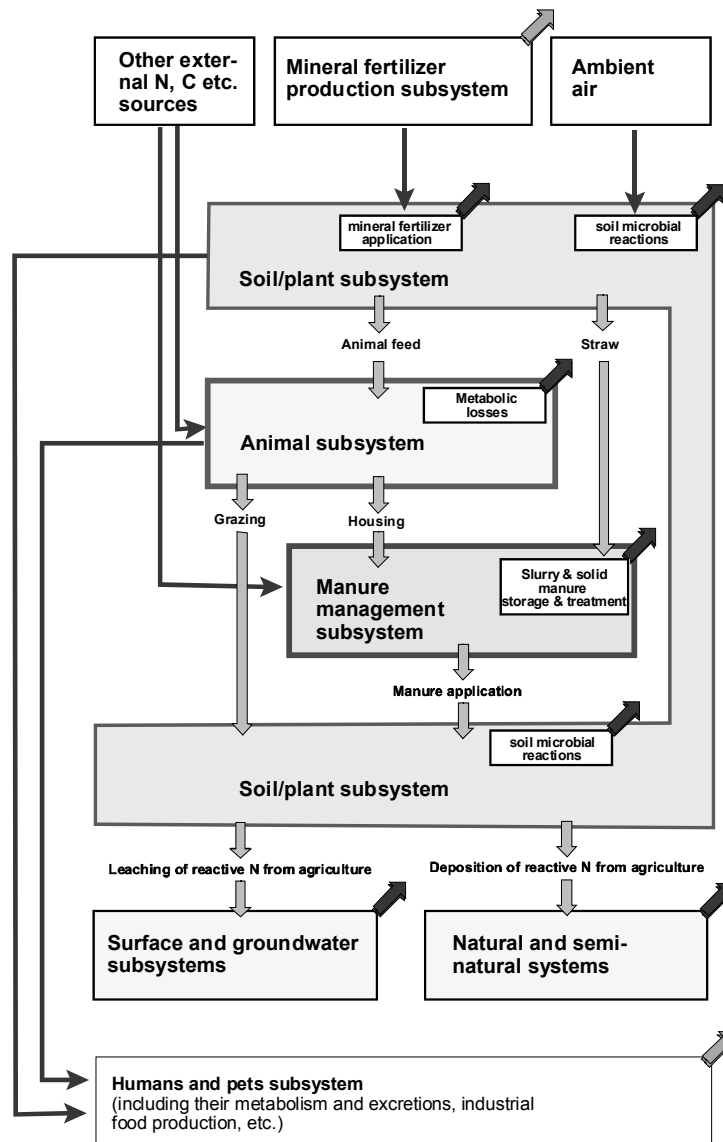 Other exter-
nal N, C etc.
sources
Mineral fertilizer
production subsystem
Ambient
air
mineral fertilizer
application
soil microbial
reactions
Soil/plant subsystem
Animal feed
Straw
Metabolic
losses
Animal subsystem
Grazing
Housing
Slurry & solid
manure
storage & treatment
Manure
management
subsystem
Manure application
soil microbial
reactions
Soil/plant subsystem
Leaching of reactive N from agriculture
Deposition of reactive N from agriculture
Surface and groundwater
subsystems
Natural and semi-
natural systems
Humans and pets subsystem
(including their metabolism and excretions, industrial
food production, etc.)